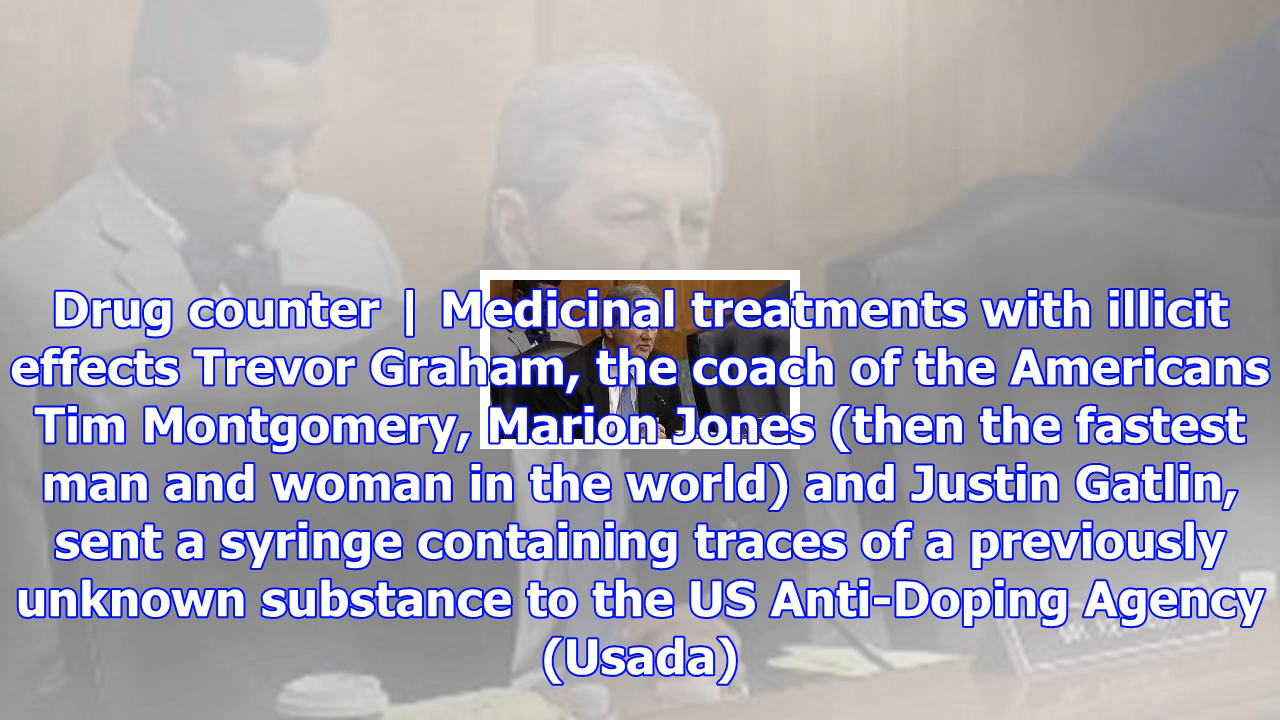 Drug counter | Medicinal treatments with illicit
effects Trevor Graham, the coach of the Americans
Tim Montgomery, Marion Jones (then the fastest
man and woman in the world) and Justin Gatlin,
sent a syringe containing traces of a previously
unknown substance to the US Anti-Doping Agency
(Usada)